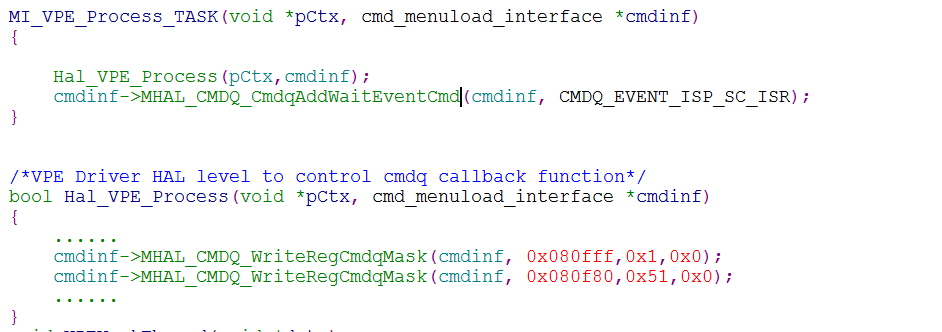 MI_VPE_Process_TASK(void *pCtx, cmd_menuload_interface *cmdinf)
{
Hal_VPE_Process(pCtx,cmdinf);
cmdinf->MHAL_CMDQ_CmdqAddWaitEventCmd(cmdinf, CMDQ_EVENT_ISP_SC_ISR);
}
/*VPE Driver HAL level to control cmdq callback function*/
bool Hal_VPE_Process(void *pCtx, cmd_menuload_interface *cmdinf)
{
......
cmdinf->MHAL_CMDQ_WriteRegCmdqMask(cmdinf, 0x080fff,0x1,0x0);
cmdinf->MHAL_CMDQ_WriteRegCmdqMask(cmdinf, 0x080f80,0x51,0x0);
......
}